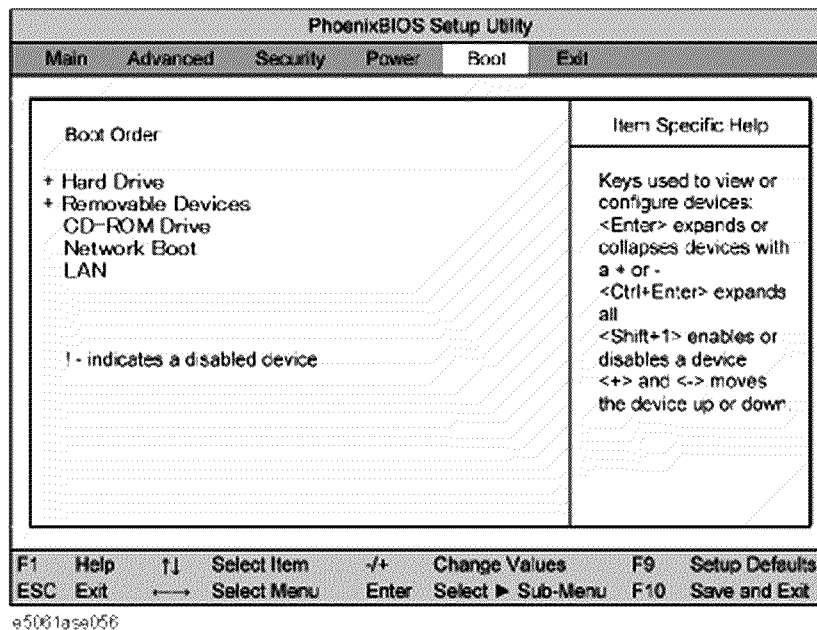 PhoenixBIOS Setup Utility
Main Advanced Security Power Boot Exit
Boot Order
+ Hard Drive
+ Removable Devices
CD-ROM Drive
Network Boot
LAN
! - indicates a disabled device
Item Specific Help
Keys used to view or
configure devices:
<Enter> expands or
collapses devices with
a + or -
<Ctrl+Enter> expands
all
<Shift+1> enables or
disables a device
<+> and <-> moves
the device up or down.
F1 Help ↑↓ Select Item -/+ Change Values F9 Setup Defaults
ESC Exit ←→ Select Menu Enter Select ▶ Sub-Menu F10 Save and Exit
e5061ase056